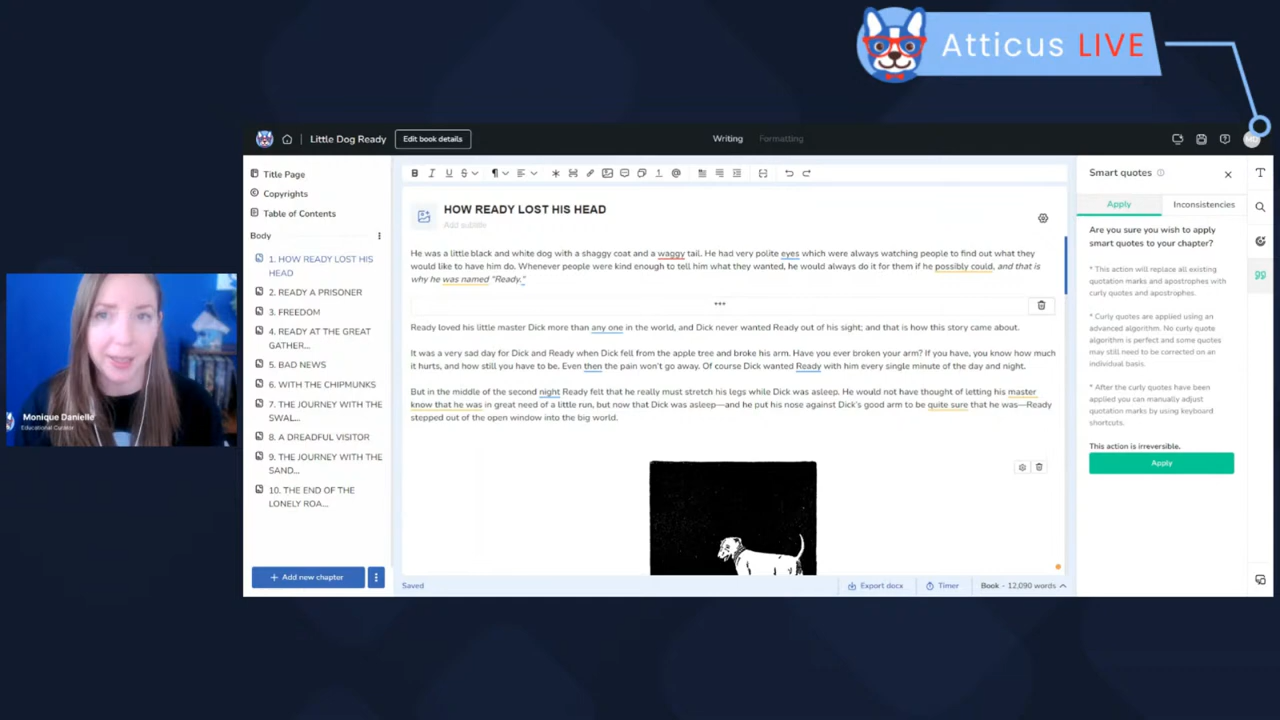 Atticus LIVE
Little Dog Ready
Edit book details
Writing
Formatting
MD
Title Page
Copyrights
Table of Contents
Body
1. HOW READY LOST HIS
HEAD
2. READY A PRISONER
3. FREEDOM
4. READY AT THE GREAT
GATHER...
5. BAD NEWS
6. WITH THE CHIPMUNKS
7. THE JOURNEY WITH THE
SWAL...
8. A DREADFUL VISITOR
9. THE JOURNEY WITH THE
SAND...
10. THE END OF THE
LONELY ROA...
+ Add new chapter
B I U S
HOW READY LOST HIS HEAD
Add subtitle
He was a little black and white dog with a shaggy coat and a waggy tail. He had very polite eyes which were always watching people to find out what they
would like to have him do. Whenever people were kind enough to tell him what they wanted, he would always do it for them if he possibly could, and that is
why he was named “Ready.”
***
Ready loved his little master Dick more than any one in the world, and Dick never wanted Ready out of his sight; and that is how this story came about.
It was a very sad day for Dick and Ready when Dick fell from the apple tree and broke his arm. Have you ever broken your arm? If you have, you know how much
it hurts, and how still you have to be. Even then the pain won’t go away. Of course Dick wanted Ready with him every single minute of the day and night.
But in the middle of the second night Ready felt that he really must stretch his legs while Dick was asleep. He would not have thought of letting his master
know that he was in great need of a little run, but now that Dick was asleep—and he put his nose against Dick’s good arm to be quite sure that he was—Ready
stepped out of the open window into the big world.
Saved
Export docx
Timer
Book - 12,090 words
Smart quotes
Apply
Inconsistencies
Are you sure you wish to apply
smart quotes to your chapter?
* This action will replace all existing
quotation marks and apostrophes with
curly quotes and apostrophes.
* Curly quotes are applied using an
advanced algorithm. No curly quote
algorithm is perfect and some quotes
may still need to be corrected on an
individual basis.
* After the curly quotes have been
applied you can manually adjust
quotation marks by using keyboard
shortcuts.
This action is irreversible.
Apply
Monique Danielle
Educational Curator